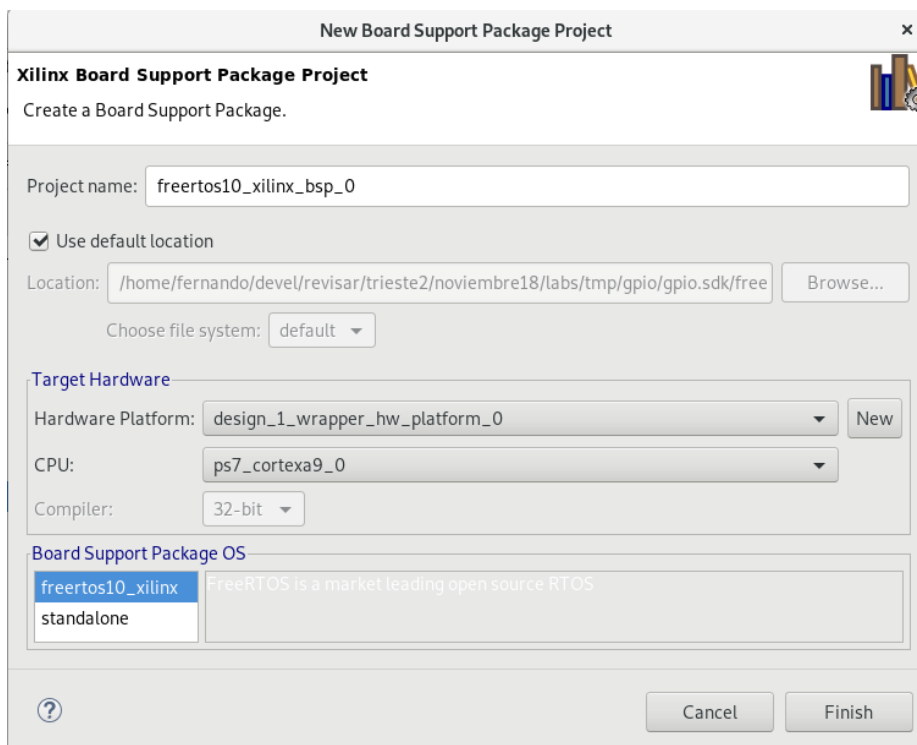 New Board Support Package Project
Xilinx Board Support Package Project
Create a Board Support Package.
Project name: freertos10_xilinx_bsp_0
Use default location
Location: /home/fernando/devel/revisar/trieste2/noviembre18/labs/tmp/gpio/gpio.sdk/free Browse...
Choose file system: default
Target Hardware
Hardware Platform: design_1_wrapper_hw_platform_0 New
CPU: ps7_cortexa9_0
Compiler: 32-bit
Board Support Package OS
freertos10_xilinx FreeRTOS is a market leading open source RTOS
standalone
? Cancel Finish